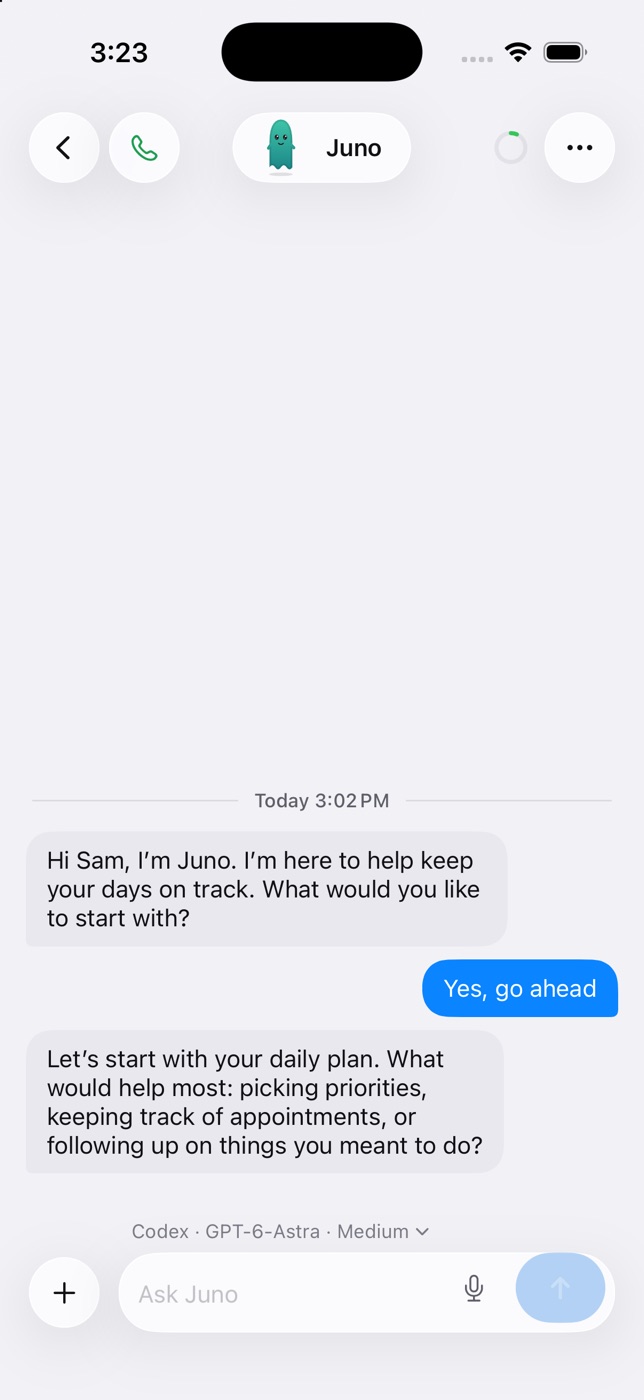 3:23
Juno
Today 3:02 PM
Hi Sam, I’m Juno. I’m here to help keep
your days on track. What would you like
to start with?
Yes, go ahead
Let’s start with your daily plan. What
would help most: picking priorities,
keeping track of appointments, or
following up on things you meant to do?
Codex · GPT-6-Astra · Medium
Ask Juno